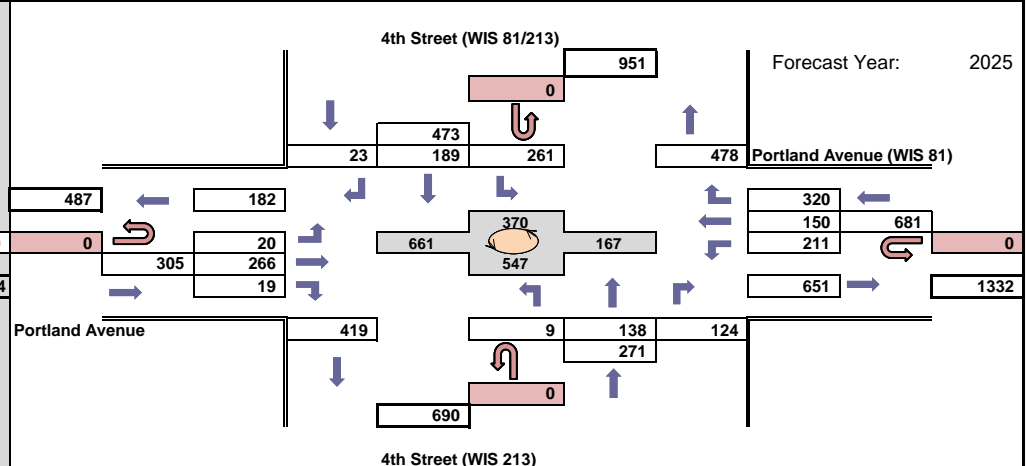 4th Street (WIS 81/213)
951
Forecast Year: 2025
0
473
23 189 261 478 Portland Avenue (WIS 81)
487 182 320
370 150 681
0 20 661 167 211 0
305 266 547
4 19 651 1332
Portland Avenue 419 9 138 124
271
0
690
4th Street (WIS 213)